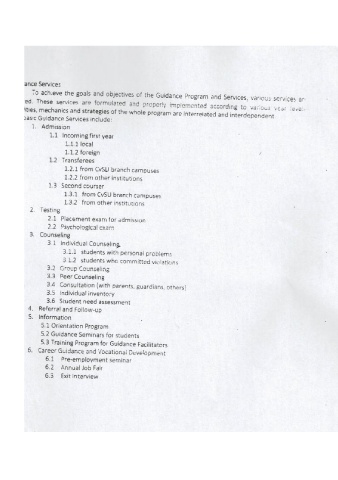 ance Services
To achieve the goals and objectives of the Guidance Program and Services, various services ar
ed. These services are formulated and properly implemented according to various year level
ities, mechanics and strategies of the whole program are interrelated and interdependent.
basic Guidance Services include:
1. Admission
1.1 Incoming first year
1.1.1 local
1.1.2 foreign
1.2 Transferees
1.2.1 from CvSU branch campuses
1.2.2 from other institutions
1.3 Second courser
1.3.1 from CvSU branch campuses
1.3.2 from other institutions
2. Testing
2.1 Placement exam for admission
2.2 Psychological exam
3. Counseling
3.1 Individual Counseling,
3.1.1 students with personal problems
3.1.2 students who committed violations
3.2 Group Counseling
3.3 Peer Counseling
3.4 Consultation (with parents, guardians, others)
3.5 Individual inventory
3.6 Student need assessment
4. Referral and Follow-up
5. Information
5.1 Orientation Program
5.2 Guidance Seminars for students
5.3 Training Program for Guidance Facilitators
6. Career Guidance and Vocational Development
6.1 Pre-employment seminar
6.2 Annual Job Fair
6.3 Exit Interview